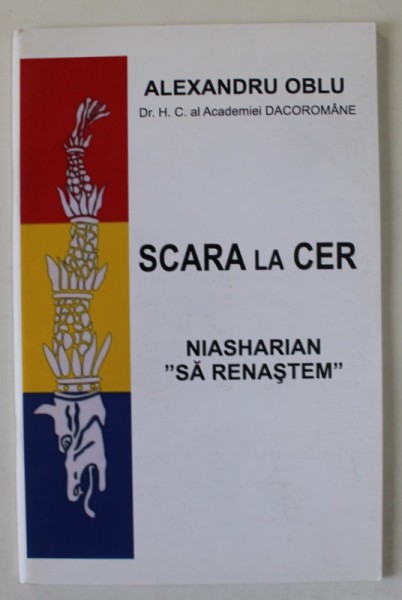 ALEXANDRU OBLU
Dr. H. C. al Academiei DACOROMÂNE
SCARA LA CER
NIASHARIAN
”SĂ RENAŞTEM”